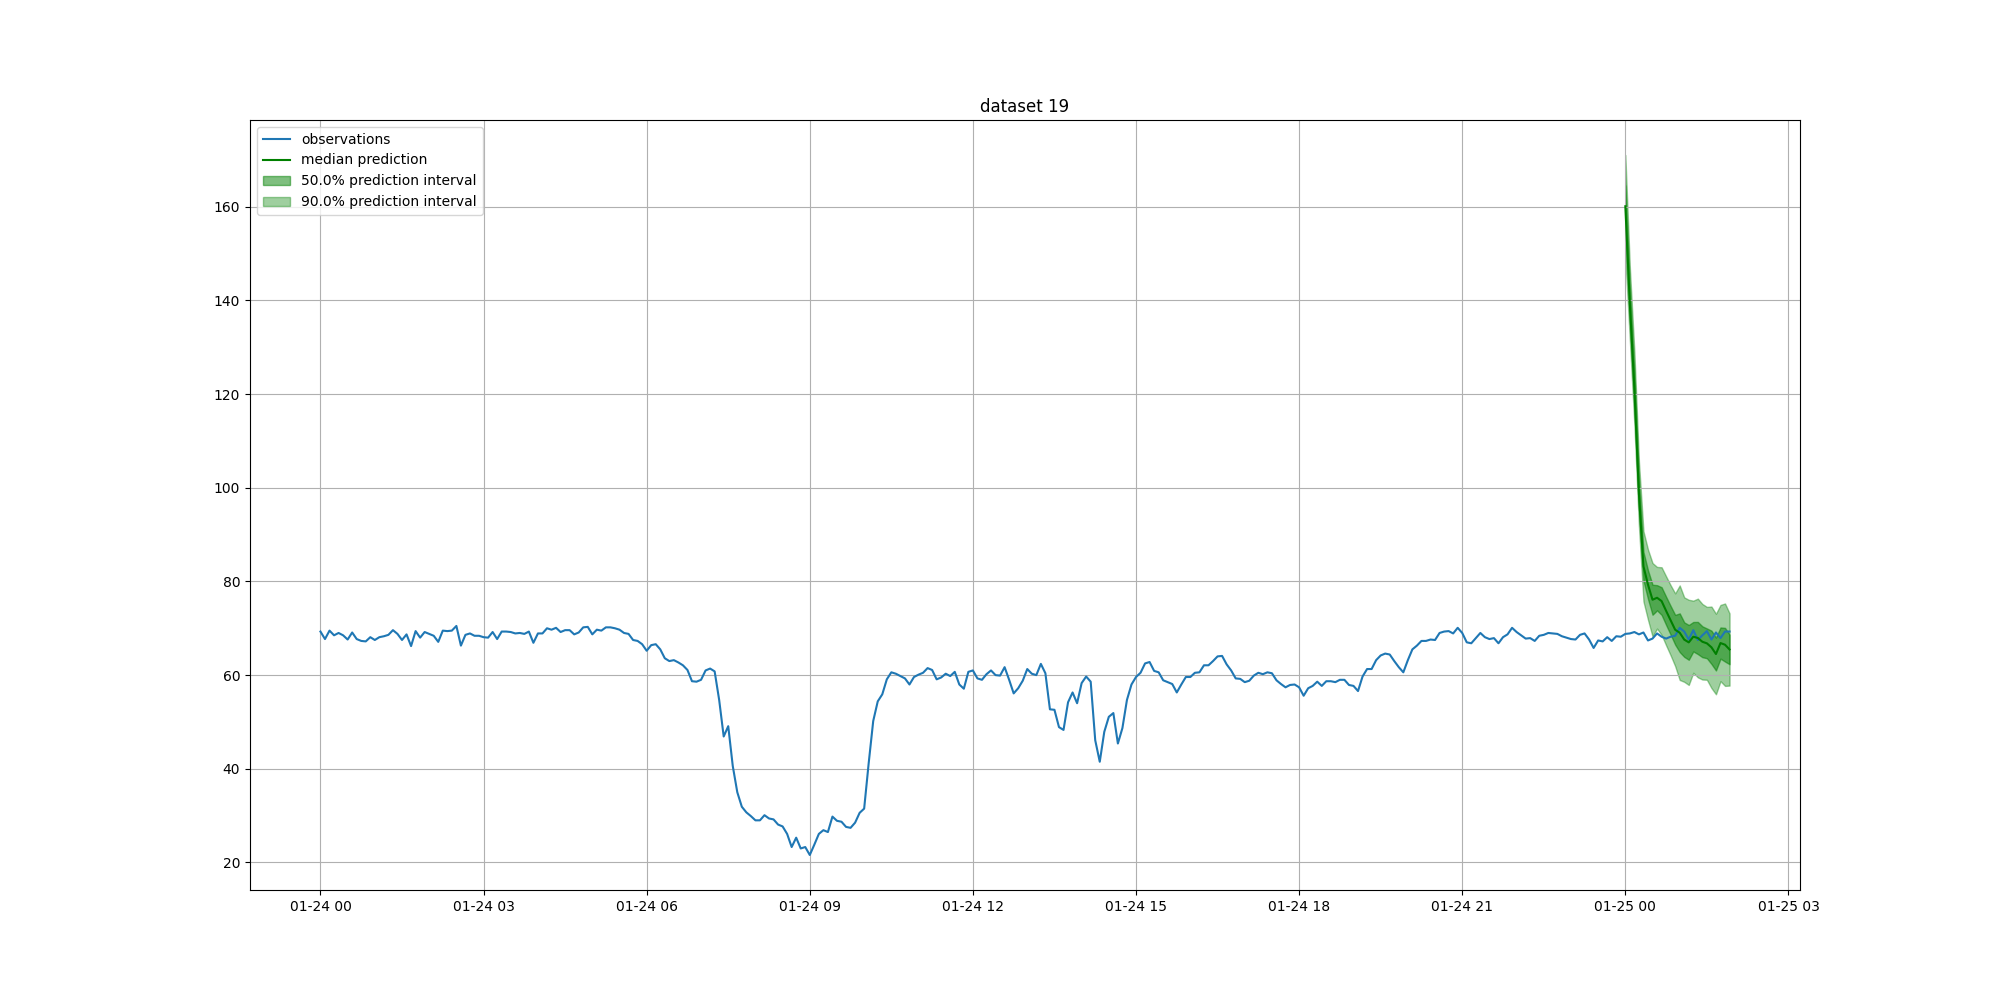 dataset 19
observations
median prediction
50.0% prediction interval
90.0% prediction interval
160
140
120
100
80
60
40
20
01-24 00 01-24 03 01-24 06 01-24 09 01-24 12 01-24 15 01-24 18 01-24 21 01-25 00 01-25 03